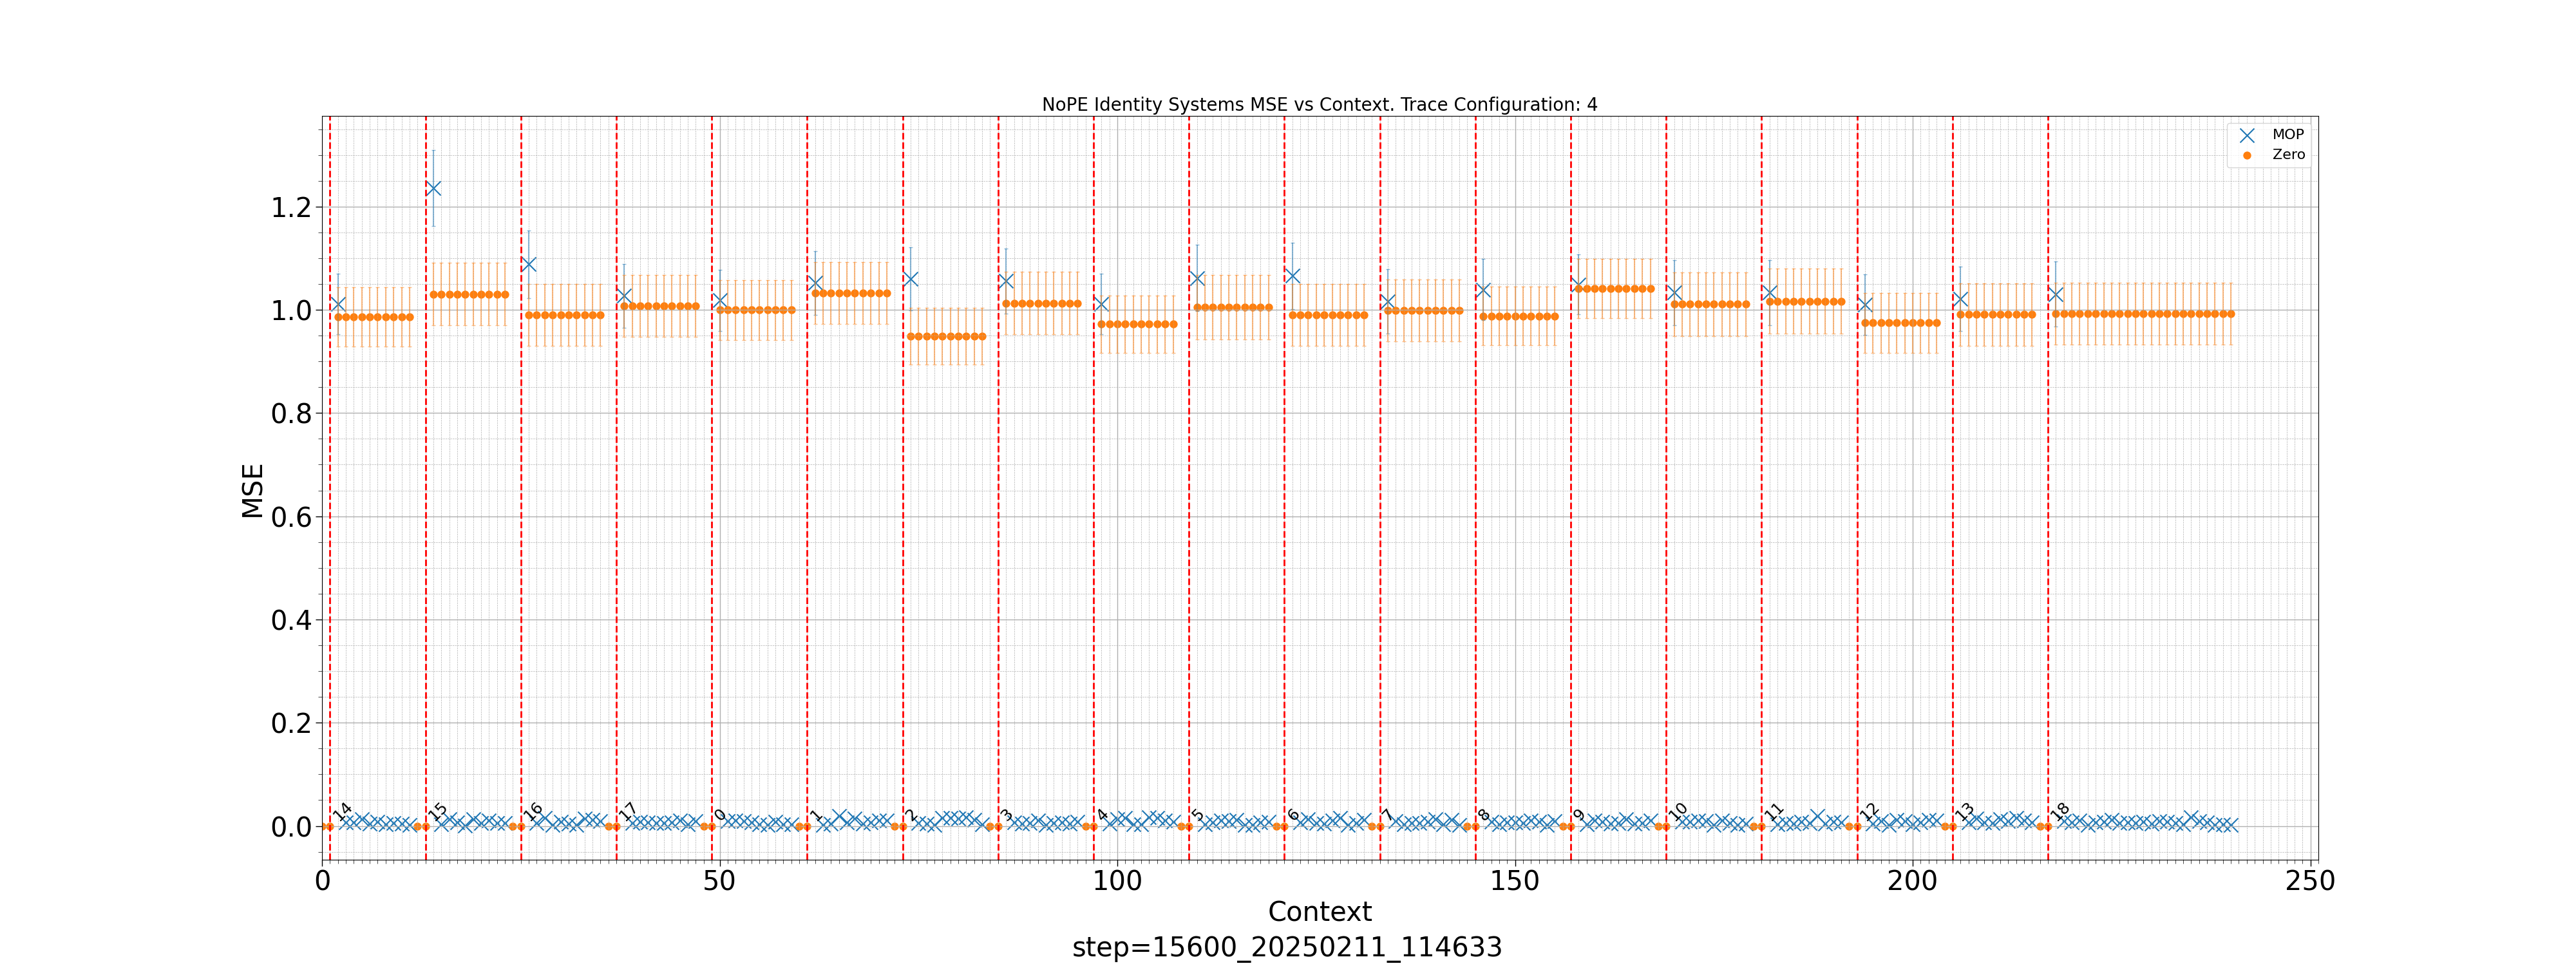 NoPE Identity Systems MSE vs Context. Trace Configuration: 4
MOP
Zero
1.2
1.0
0.8
0.6
0.4
0.2
0.0
MSE
14 15 16 17 0 1 2 3 4 5 6 7 8 9 10 11 12 13 18
0 50 100 150 200 250
Context
step=15600_20250211_114633